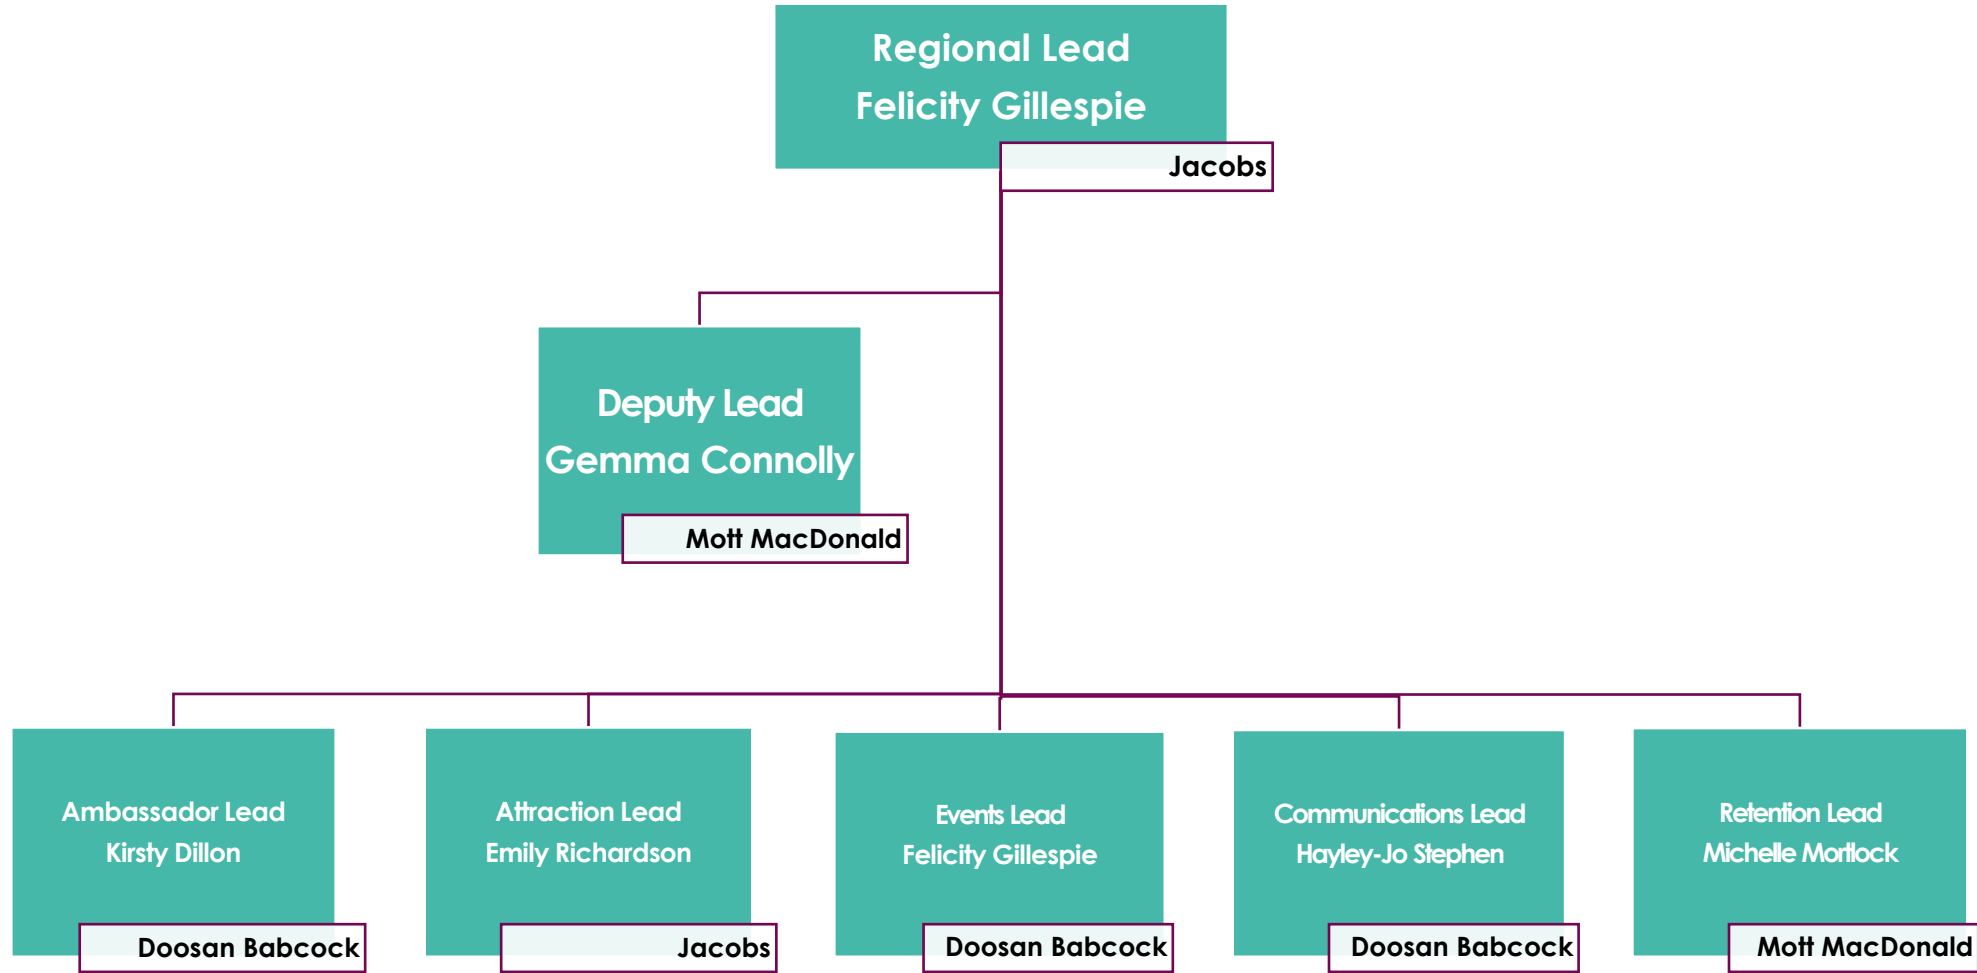 Regional Lead
Felicity Gillespie
Jacobs
Deputy Lead
Gemma Connolly
Mott MacDonald
Ambassador Lead
Kirsty Dillon
Doosan Babcock
Attraction Lead
Emily Richardson
Jacobs
Events Lead
Felicity Gillespie
Doosan Babcock
Communications Lead
Hayley-Jo Stephen
Doosan Babcock
Retention Lead
Michelle Mortlock
Mott MacDonald